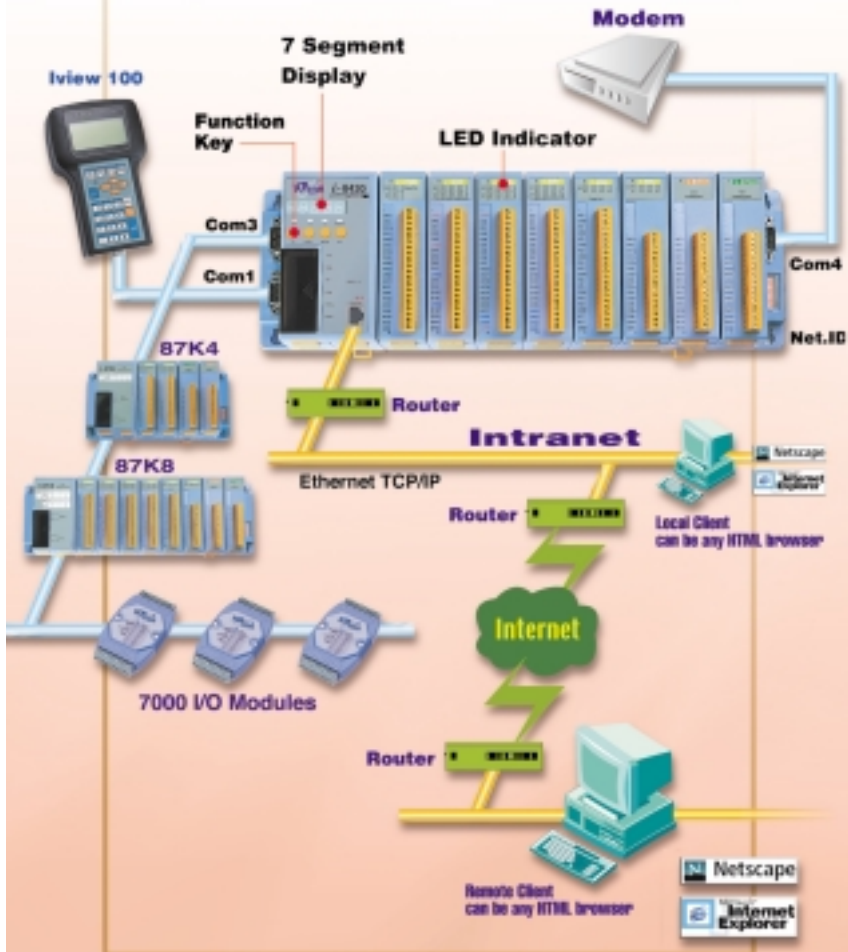 Modem
7 Segment
Display
Iview 100
Function
Key
LED Indicator
Com3
Com1
Com4
Net.ID
87K4
Router
Intranet
87K8
Ethernet TCP/IP
Netscape
Internet
Explorer
Router
Local Client
can be any HTML browser
Internet
7000 I/O Modules
Router
Netscape
Remote Client
can be any HTML browser
Internet
Explorer